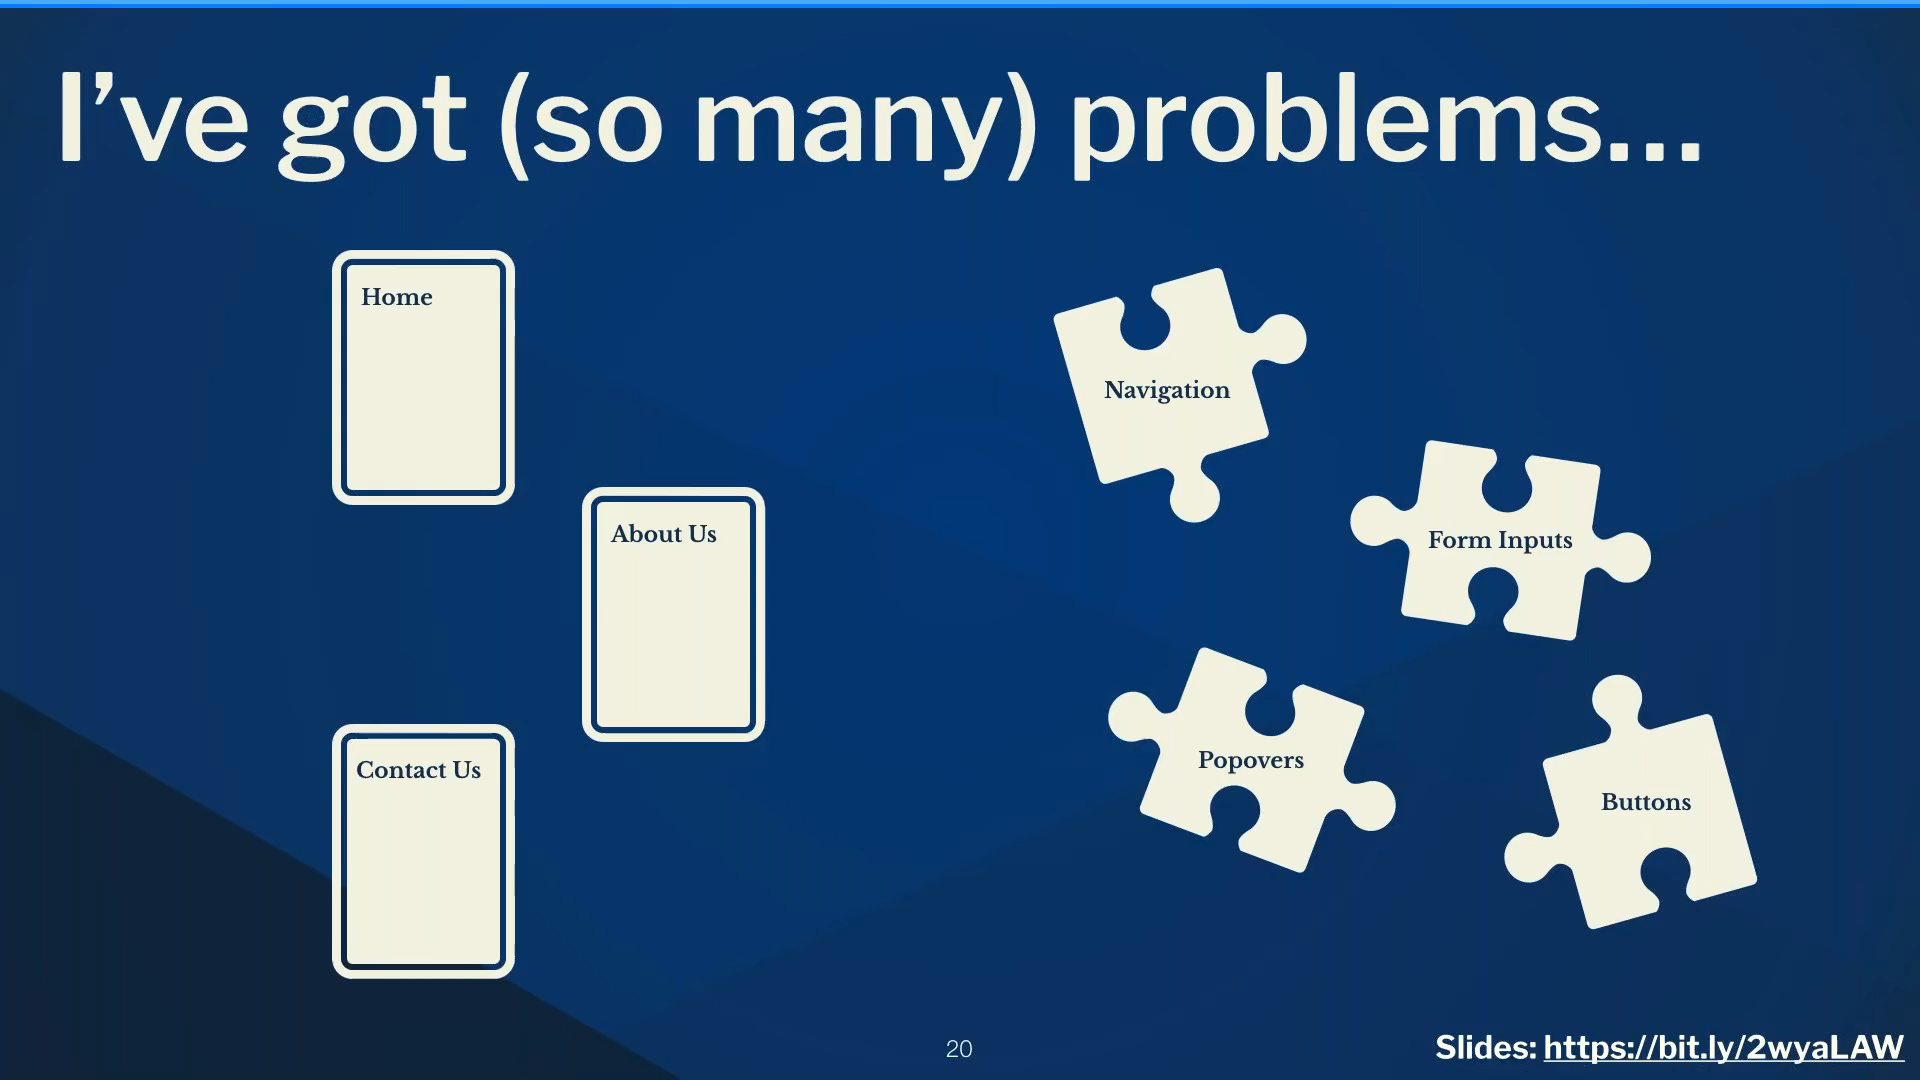 I’ve got (so many) problems...
Home
About Us
Contact Us
Navigation
Form Inputs
Popovers
Buttons
20
Slides: https://bit.ly/2wyaLAW